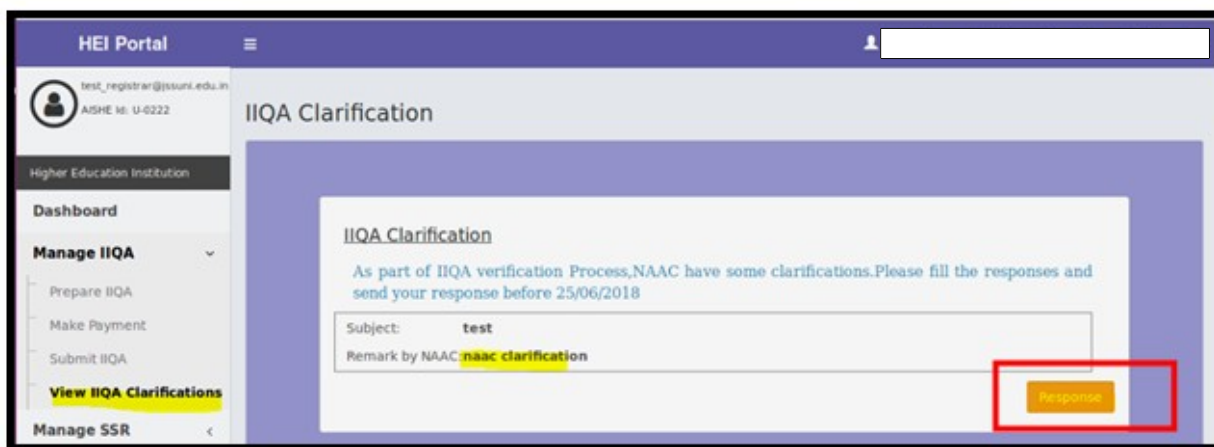 HEI Portal
test_registrar@jssuni.edu.in
AISHE Id: U-0222
Higher Education Institution
Dashboard
Manage IIQA
Prepare IIQA
Make Payment
Submit IIQA
View IIQA Clarifications
Manage SSR
IIQA Clarification
IIQA Clarification
As part of IIQA verification Process,NAAC have some clarifications.Please fill the responses and
send your response before 25/06/2018
Subject: test
Remark by NAAC:naac clarification
Response